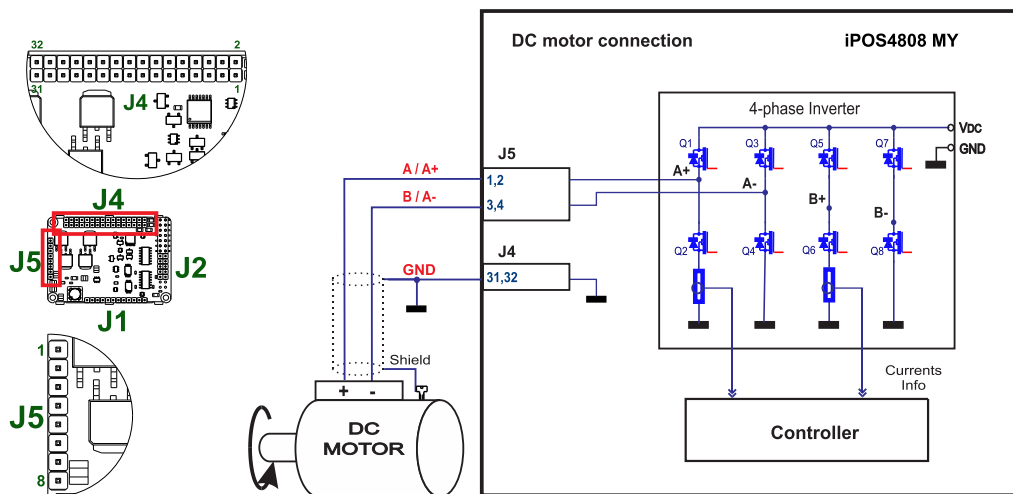 DC motor connection
iPOS4808 MY
32
2
31
1
J4
4-phase Inverter
VDC
GND
Q1
Q3
Q5
Q7
J5
A / A+
1,2
A+
B / A-
3,4
A-
B+
B-
J4
J5
J2
J1
Q2
Q4
Q6
Q8
J4
GND
31,32
1
J5
8
Shield
+ -
DC
MOTOR
Currents
Info
Controller